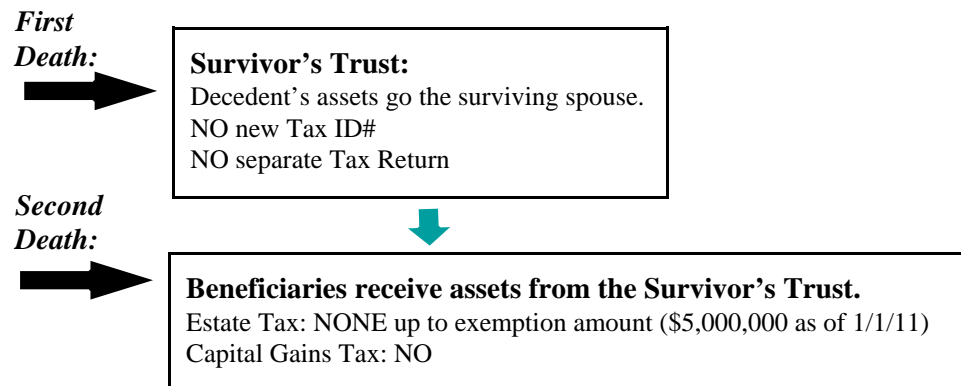 First
Death:
Survivor's Trust:
Decedent's assets go the surviving spouse.
NO new Tax ID#
NO separate Tax Return
Second
Death:
Beneficiaries receive assets from the Survivor's Trust.
Estate Tax: NONE up to exemption amount ($5,000,000 as of 1/1/11)
Capital Gains Tax: NO